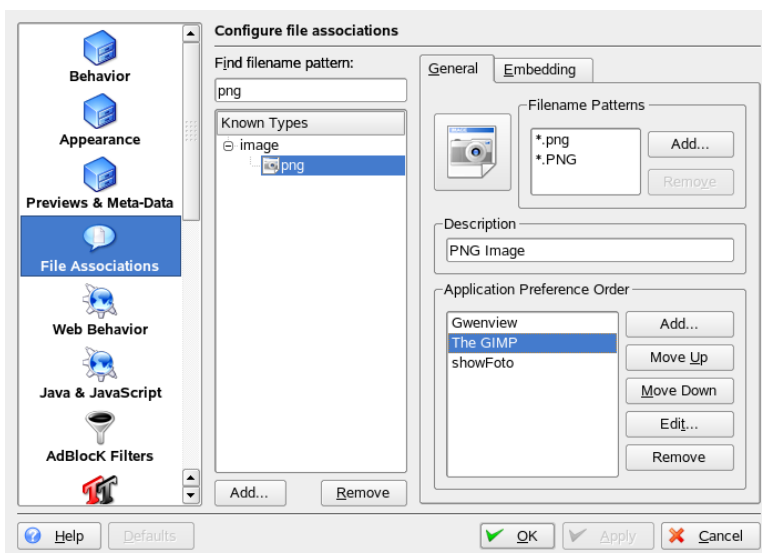 Configure file associations
Behavior
Appearance
Previews & Meta-Data
File Associations
Web Behavior
Java & JavaScript
AdBlocK Filters
Find filename pattern:
png
Known Types
image
png
Add...
Remove
General
Embedding
Filename Patterns
*.png
*.PNG
Add...
Remove
Description
PNG Image
Application Preference Order
Gwenview
The GIMP
showFoto
Add...
Move Up
Move Down
Edit...
Remove
Help
Defaults
OK
Apply
Cancel